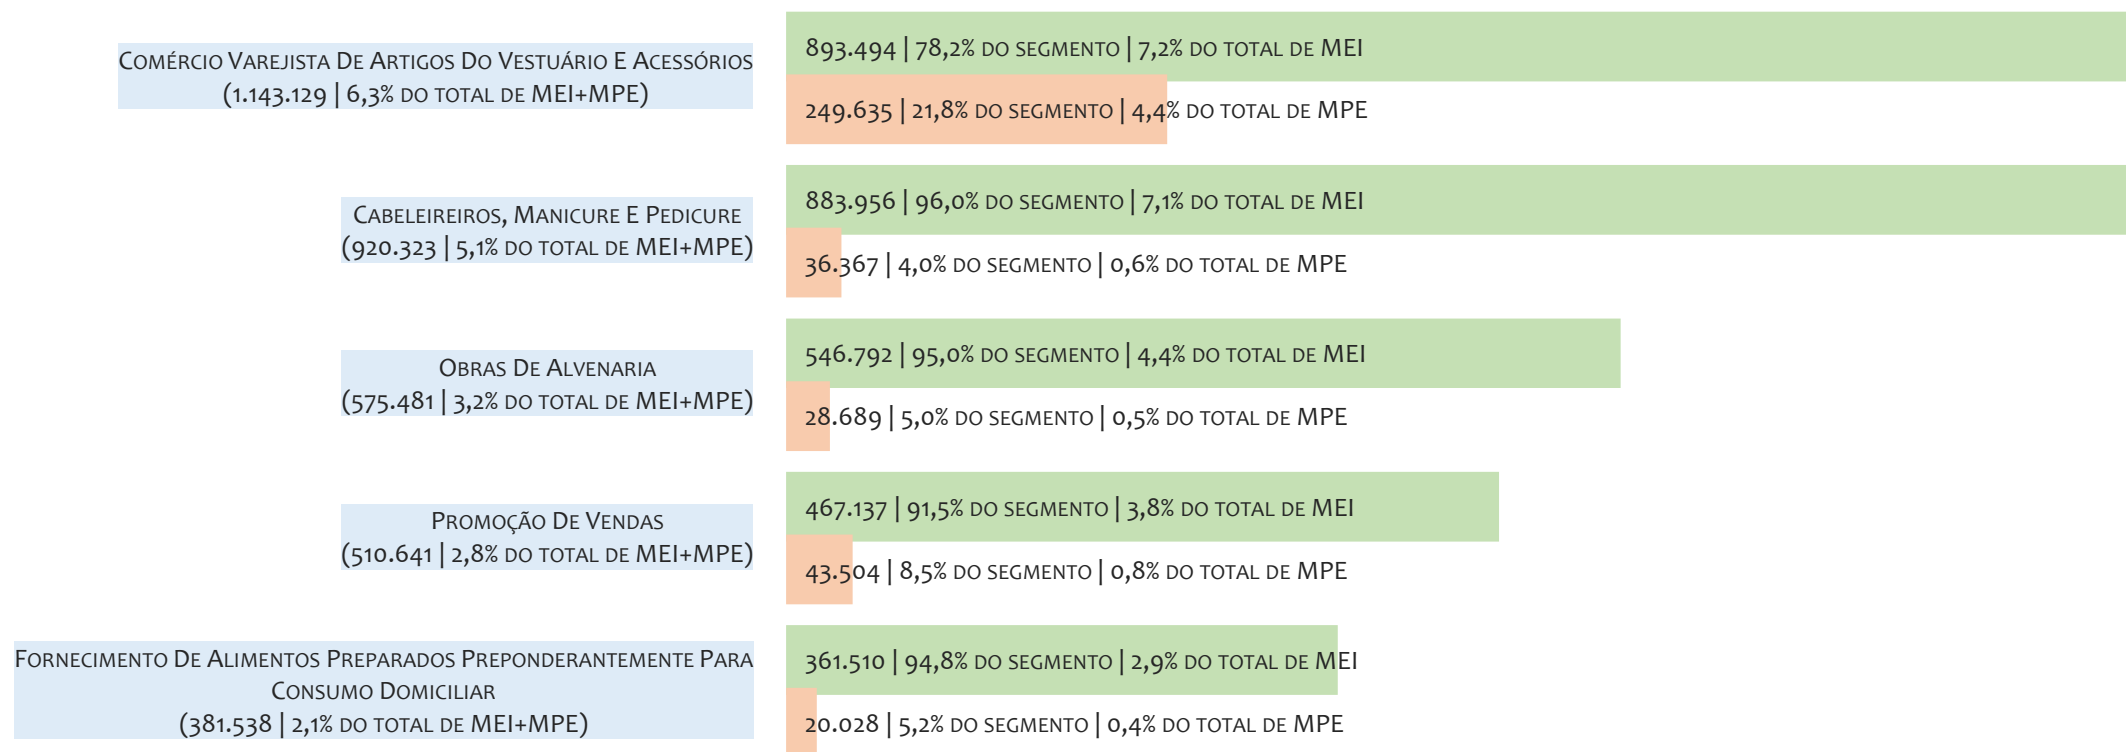 Comércio Varejista De Artigos Do Vestuário E Acessórios
(1.143.129 | 6,3% do total de MEI+MPE)
893.494 | 78,2% do segmento | 7,2% do total de MEI
249.635 | 21,8% do segmento | 4,4% do total de MPE
Cabeleireiros, Manicure E Pedicure
(920.323 | 5,1% do total de MEI+MPE)
883.956 | 96,0% do segmento | 7,1% do total de MEI
36.367 | 4,0% do segmento | 0,6% do total de MPE
Obras De Alvenaria
(575.481 | 3,2% do total de MEI+MPE)
546.792 | 95,0% do segmento | 4,4% do total de MEI
28.689 | 5,0% do segmento | 0,5% do total de MPE
Promoção De Vendas
(510.641 | 2,8% do total de MEI+MPE)
467.137 | 91,5% do segmento | 3,8% do total de MEI
43.504 | 8,5% do segmento | 0,8% do total de MPE
Fornecimento De Alimentos Preparados Preponderantemente Para
Consumo Domiciliar
(381.538 | 2,1% do total de MEI+MPE)
361.510 | 94,8% do segmento | 2,9% do total de MEI
20.028 | 5,2% do segmento | 0,4% do total de MPE